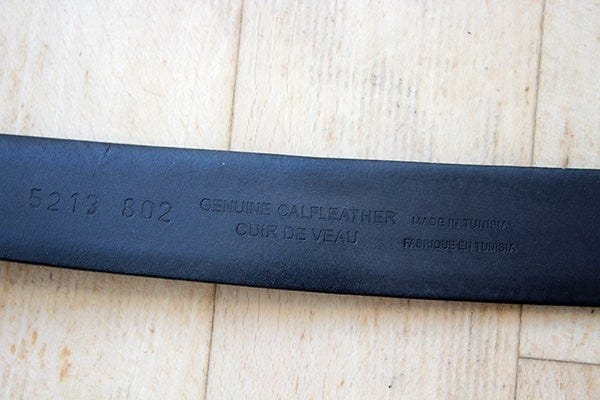 5213 802
GENUINE CALFLEATHER
CUIR DE VEAU
MADE IN TUNISIA
FABRIQUE EN TUNISIA